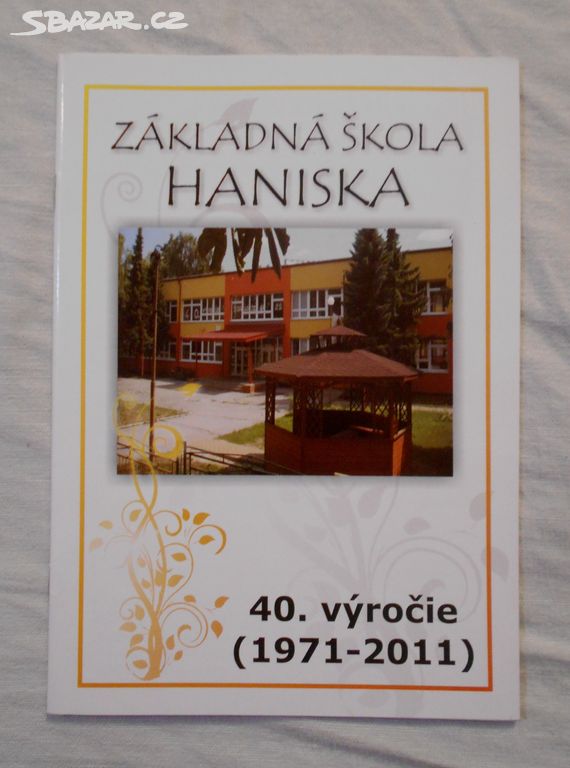 SBAZAR.CZ
ZÁKLADNÁ ŠKOLA
HANISKA
40. výročie
(1971-2011)